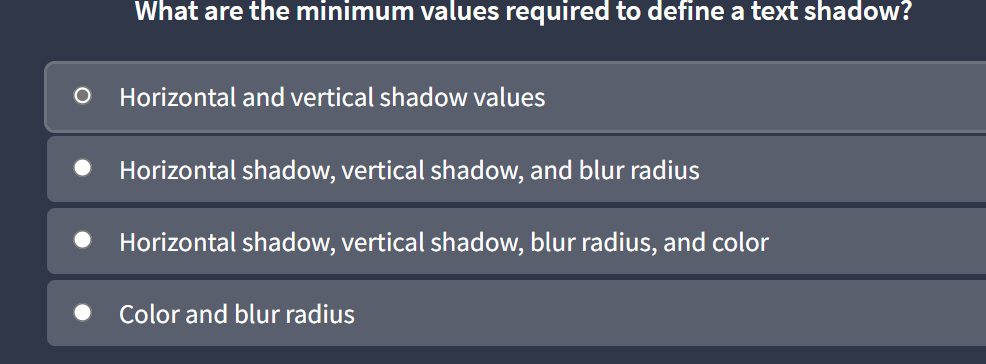 What are the minimum values required to define a text shadow?
Horizontal and vertical shadow values
Horizontal shadow, vertical shadow, and blur radius
Horizontal shadow, vertical shadow, blur radius, and color
Color and blur radius